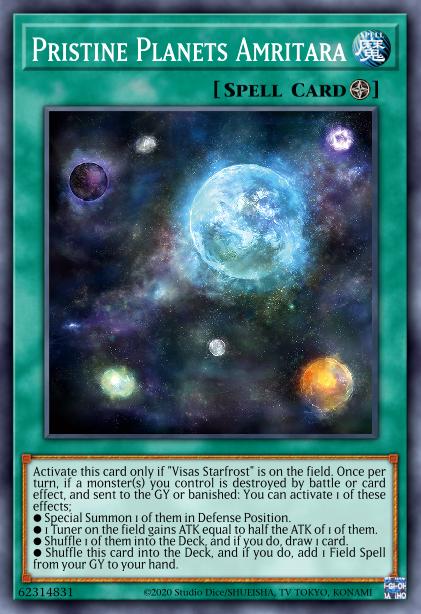 PRISTINE PLANETS AMRITARA
SPELL
魔
[SPELL CARD]
Activate this card only if "Visas Starfrost" is on the field. Once per
turn, if a monster(s) you control is destroyed by battle or card
effect, and sent to the GY or banished: You can activate 1 of these
effects;
● Special Summon 1 of them in Defense Position.
● 1 Tuner on the field gains ATK equal to half the ATK of 1 of them.
● Shuffle 1 of them into the Deck, and if you do, draw 1 card.
● Shuffle this card into the Deck, and if you do, add 1 Field Spell
from your GY to your hand.
62314831
©2020 Studio Dice/SHUEISHA, TV TOKYO, KONAMI